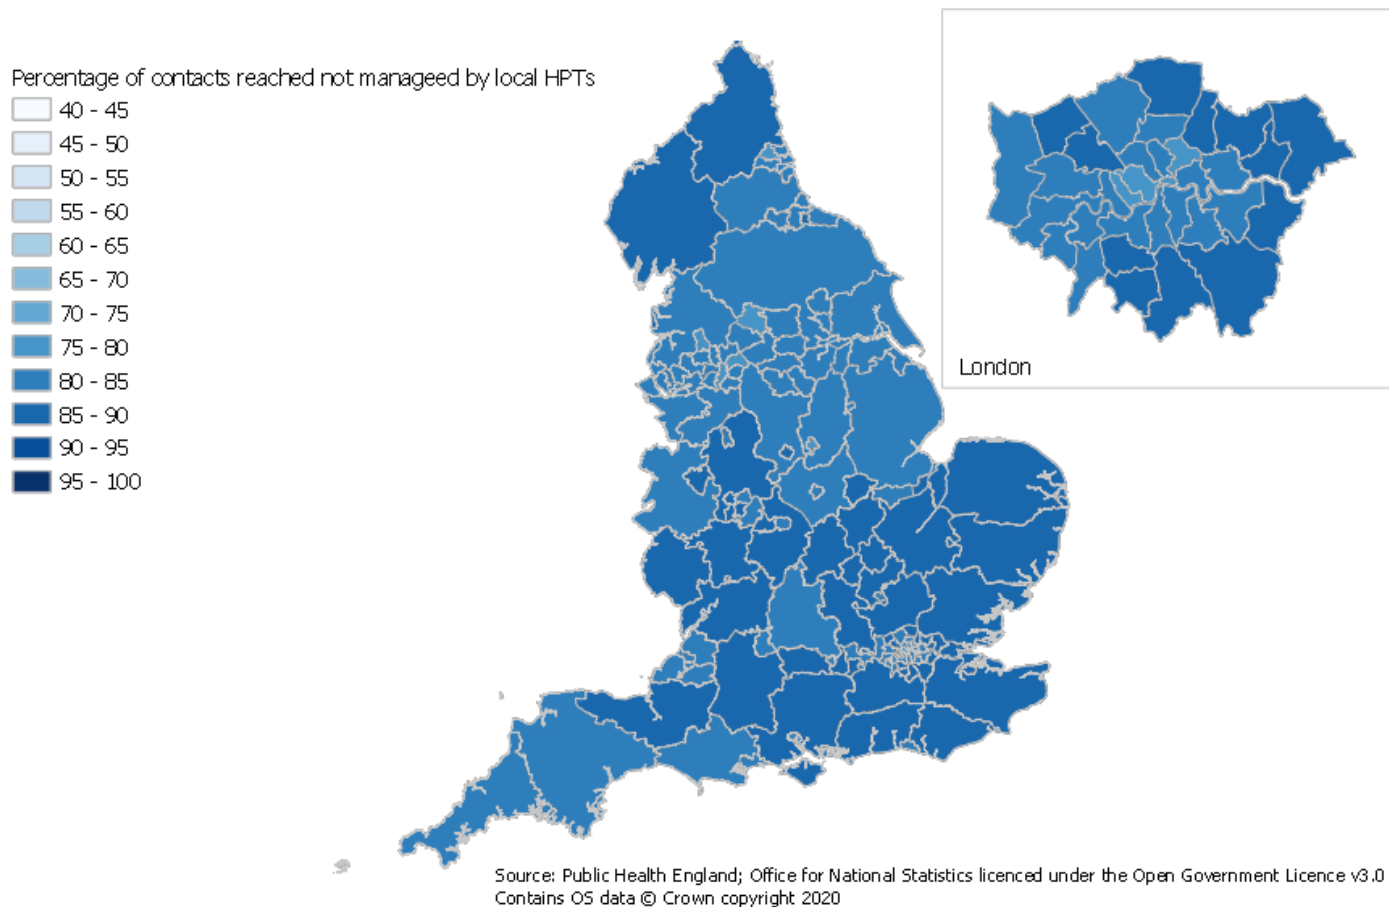 Percentage of contacts reached not manageed by local HPTs
40 - 45
45 - 50
50 - 55
55 - 60
60 - 65
65 - 70
70 - 75
75 - 80
80 - 85
85 - 90
90 - 95
95 - 100
London
Source: Public Health England; Office for National Statistics licenced under the Open Government Licence v3.0
Contains OS data © Crown copyright 2020